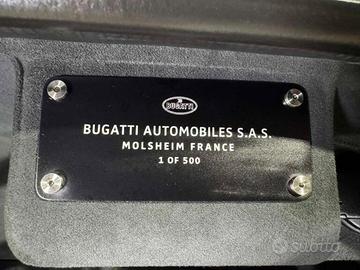 BUGATTI
BUGATTI AUTOMOBILES S.A.S.
MOLSHEIM FRANCE
1 OF 500
subito